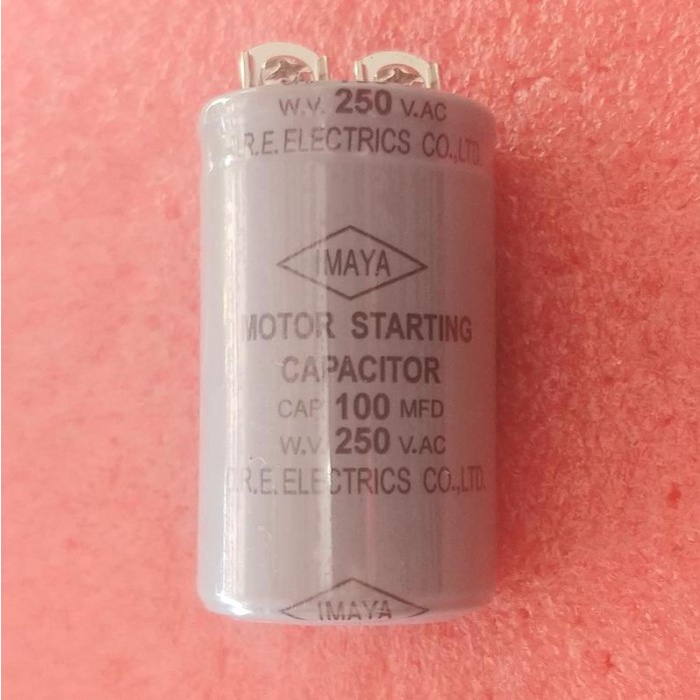 W.V. 250 V.AC
.R.E. ELECTRICS CO.,LTD.
IMAYA
MOTOR STARTING
CAPACITOR
CAP. 100 MFD
W.V. 250 V.AC
.R.E. ELECTRICS CO.,LTD.
IMAYA